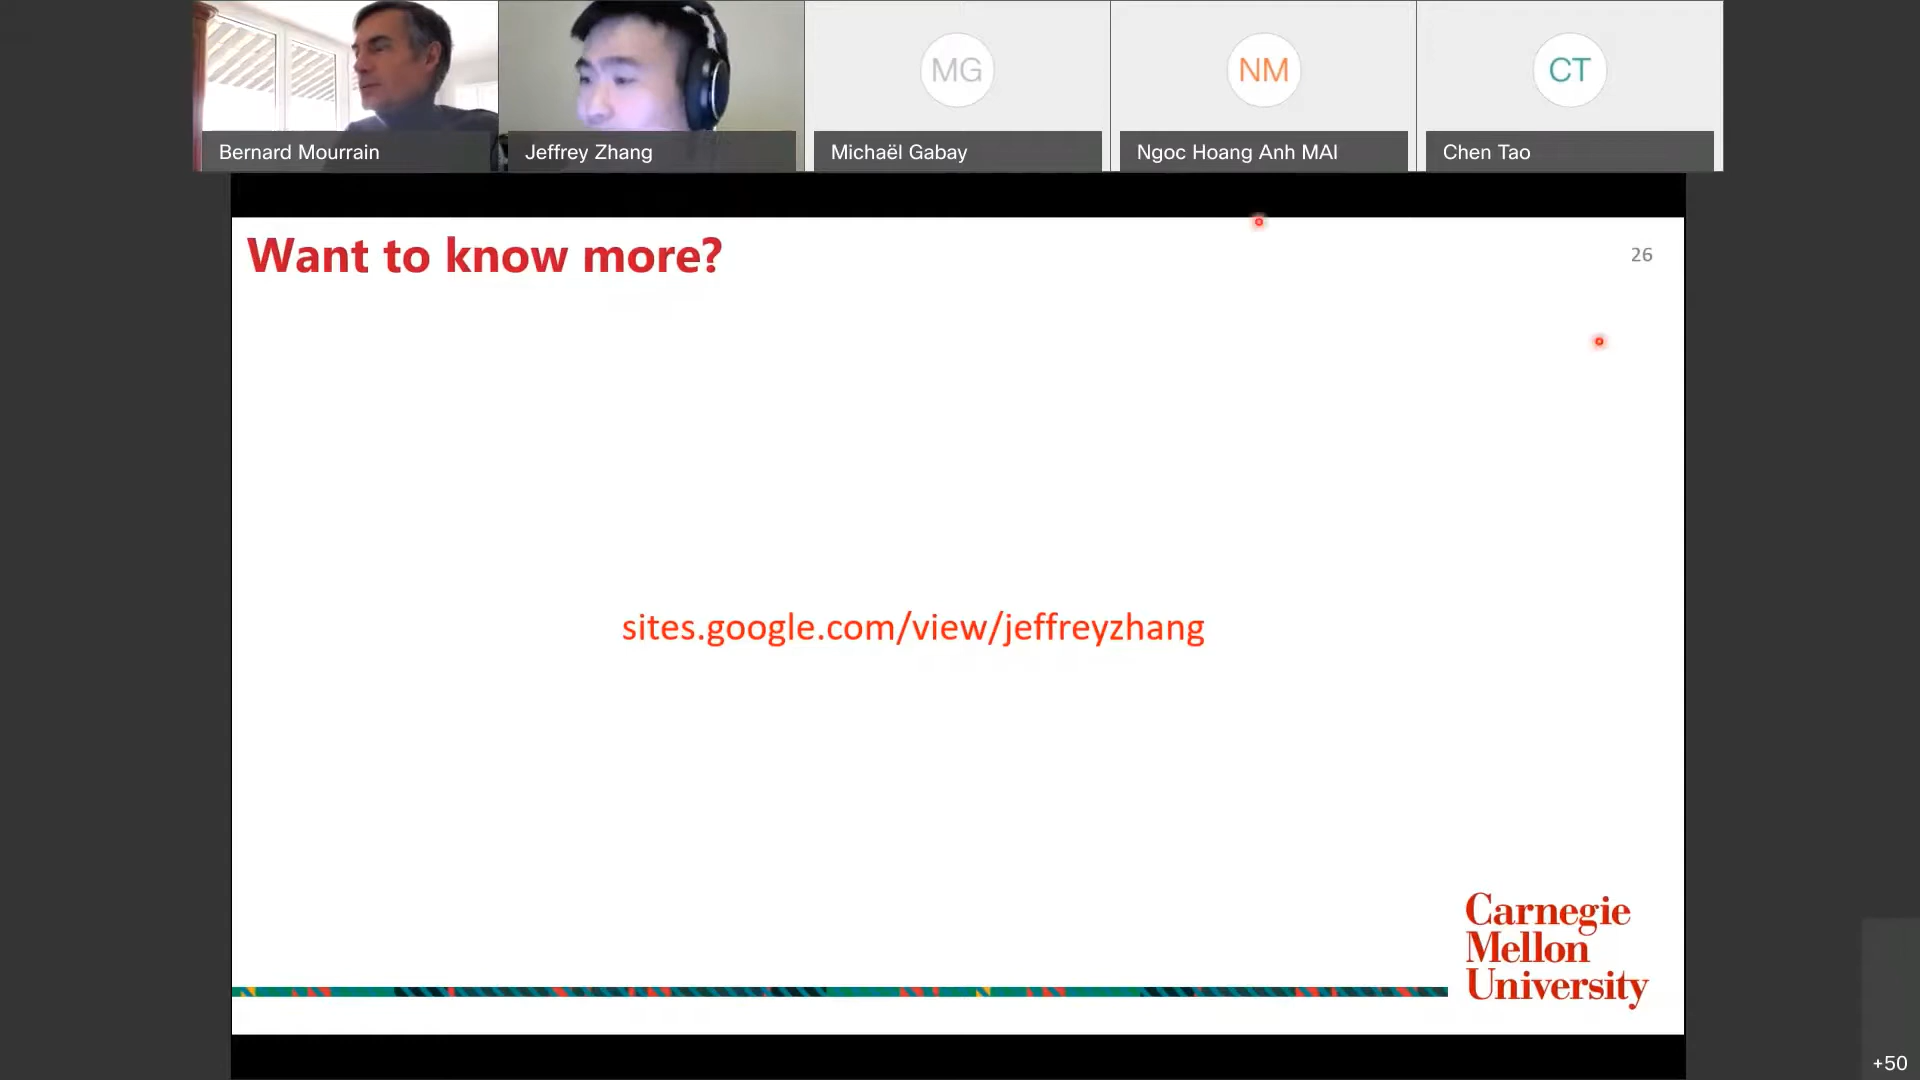 MG
NM
CT
Bernard Mourrain
Jeffrey Zhang
Michaël Gabay
Ngoc Hoang Anh MAI
Chen Tao
Want to know more?
26
sites.google.com/view/jeffreyzhang
Carnegie
Mellon
University
+50